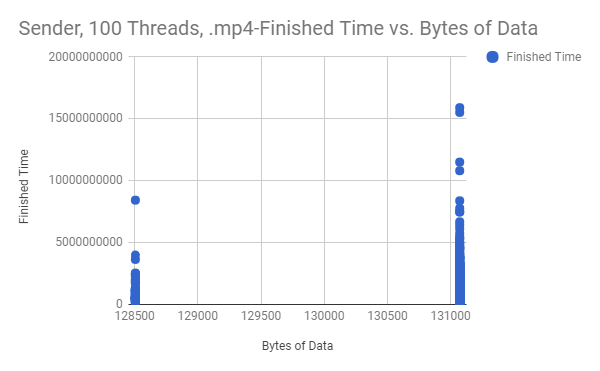 Sender, 100 Threads, .mp4-Finished Time vs. Bytes of Data
Finished Time
20000000000
15000000000
10000000000
5000000000
0
Finished Time
128500 129000 129500 130000 130500 131000
Bytes of Data